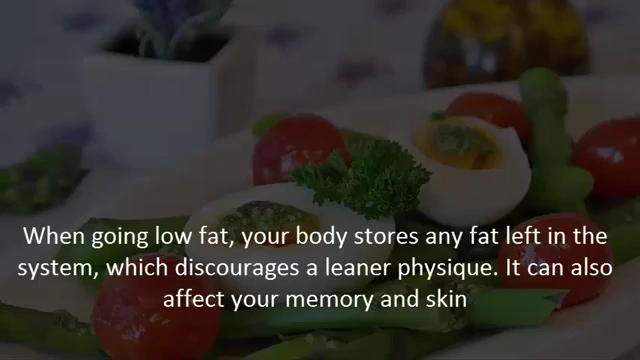 When going low fat, your body stores any fat left in the
system, which discourages a leaner physique. It can also
affect your memory and skin